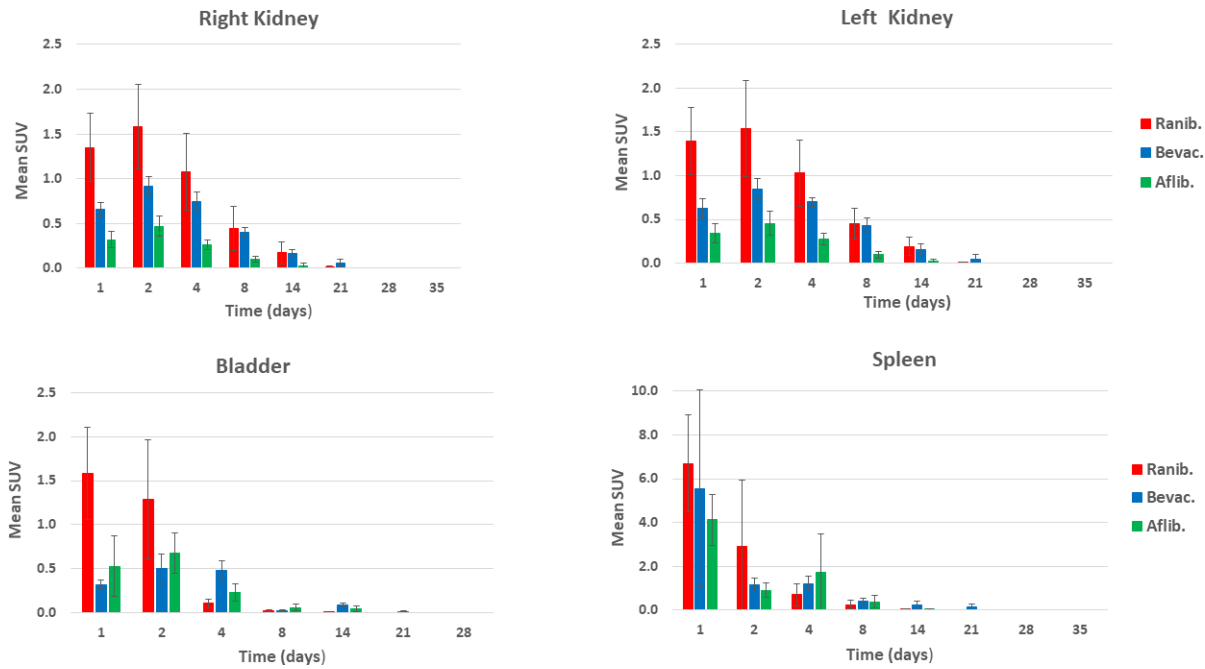 Right Kidney
2.5
2.0
1.5
1.0
0.5
0.0
Mean SUV
1 2 4 8 14 21 28 35
Time (days)
Left Kidney
2.5
2.0
1.5
1.0
0.5
0.0
Mean SUV
1 2 4 8 14 21 28 35
Time (days)
Ranib.
Bevac.
Aflib.
Bladder
2.5
2.0
1.5
1.0
0.5
0.0
Mean SUV
1 2 4 8 14 21 28
Time (days)
Spleen
10.0
8.0
6.0
4.0
2.0
0.0
Mean SUV
1 2 4 8 14 21 28 35
Time (days)
Ranib.
Bevac.
Aflib.